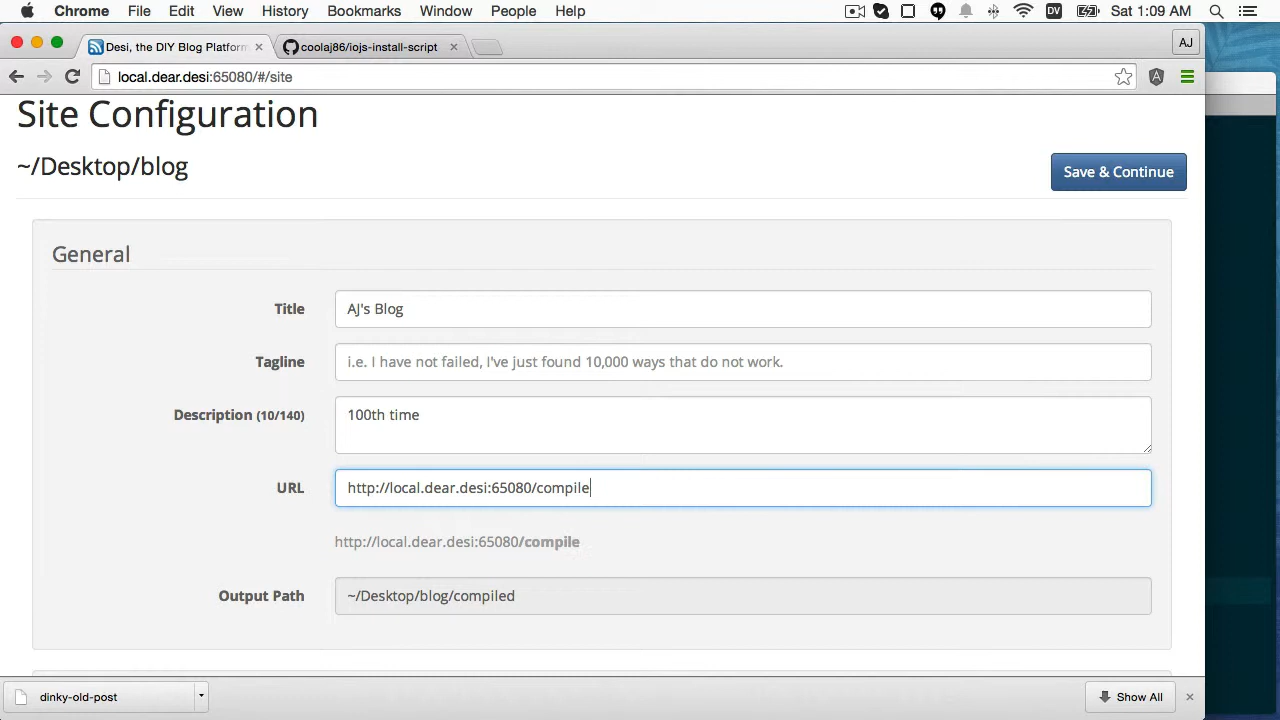 Chrome File Edit View History Bookmarks Window People Help DV Sat 1:09 AM
Desi, the DIY Blog Platform coolaj86/iojs-install-script AJ
local.dear.desi:65080/#/site
Site Configuration
~/Desktop/blog
Save & Continue
General
Title AJ's Blog
Tagline i.e. I have not failed, I've just found 10,000 ways that do not work.
Description (10/140) 100th time
URL http://local.dear.desi:65080/compile
http://local.dear.desi:65080/compile
Output Path ~/Desktop/blog/compiled
dinky-old-post Show All